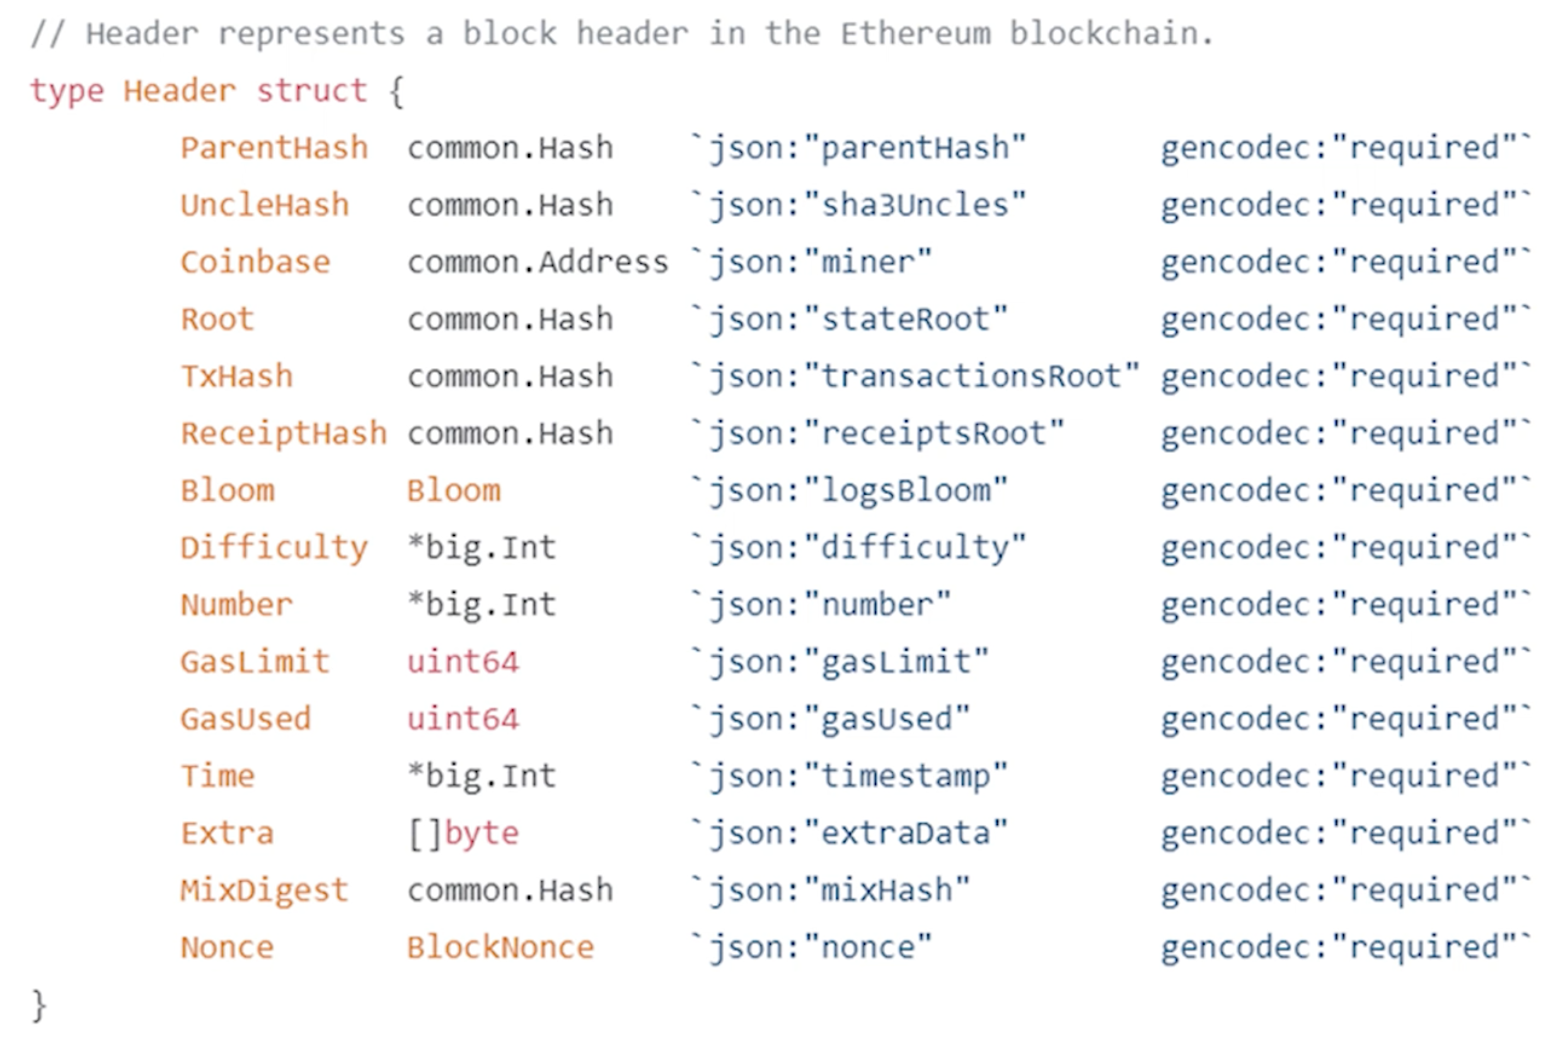 // Header represents a block header in the Ethereum blockchain.
type Header struct {
        ParentHash  common.Hash    `json:"parentHash"       gencodec:"required"`
        UncleHash   common.Hash    `json:"sha3Uncles"       gencodec:"required"`
        Coinbase    common.Address `json:"miner"            gencodec:"required"`
        Root        common.Hash    `json:"stateRoot"        gencodec:"required"`
        TxHash      common.Hash    `json:"transactionsRoot" gencodec:"required"`
        ReceiptHash common.Hash    `json:"receiptsRoot"     gencodec:"required"`
        Bloom       Bloom          `json:"logsBloom"        gencodec:"required"`
        Difficulty  *big.Int       `json:"difficulty"       gencodec:"required"`
        Number      *big.Int       `json:"number"           gencodec:"required"`
        GasLimit    uint64         `json:"gasLimit"         gencodec:"required"`
        GasUsed     uint64         `json:"gasUsed"          gencodec:"required"`
        Time        *big.Int       `json:"timestamp"        gencodec:"required"`
        Extra       []byte         `json:"extraData"        gencodec:"required"`
        MixDigest   common.Hash    `json:"mixHash"          gencodec:"required"`
        Nonce       BlockNonce     `json:"nonce"            gencodec:"required"`
}